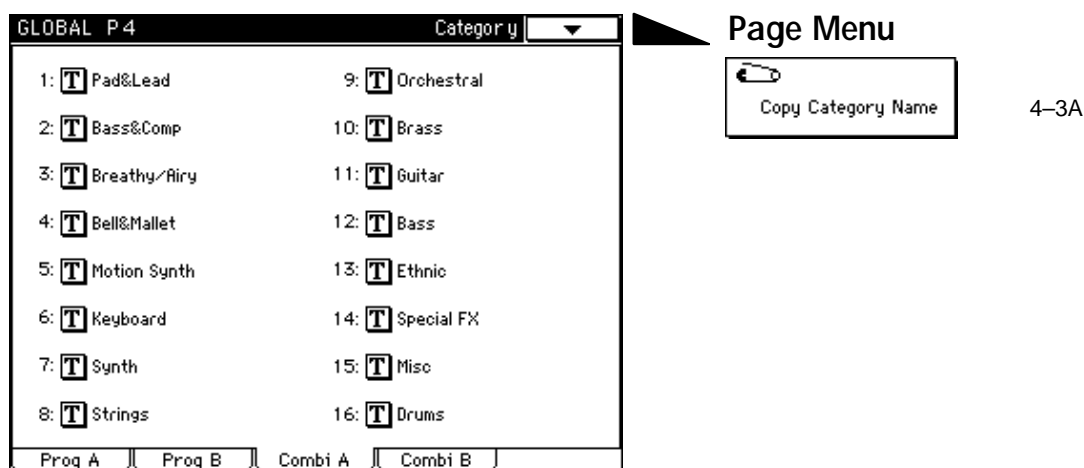 GLOBAL P4 Category
1: T Pad&Lead
2: T Bass&Comp
3: T Breathy/Airy
4: T Bell&Mallet
5: T Motion Synth
6: T Keyboard
7: T Synth
8: T Strings
9: T Orchestral
10: T Brass
11: T Guitar
12: T Bass
13: T Ethnic
14: T Special FX
15: T Misc
16: T Drums
Prog A Prog B Combi A Combi B
Page Menu
Copy Category Name 4–3A